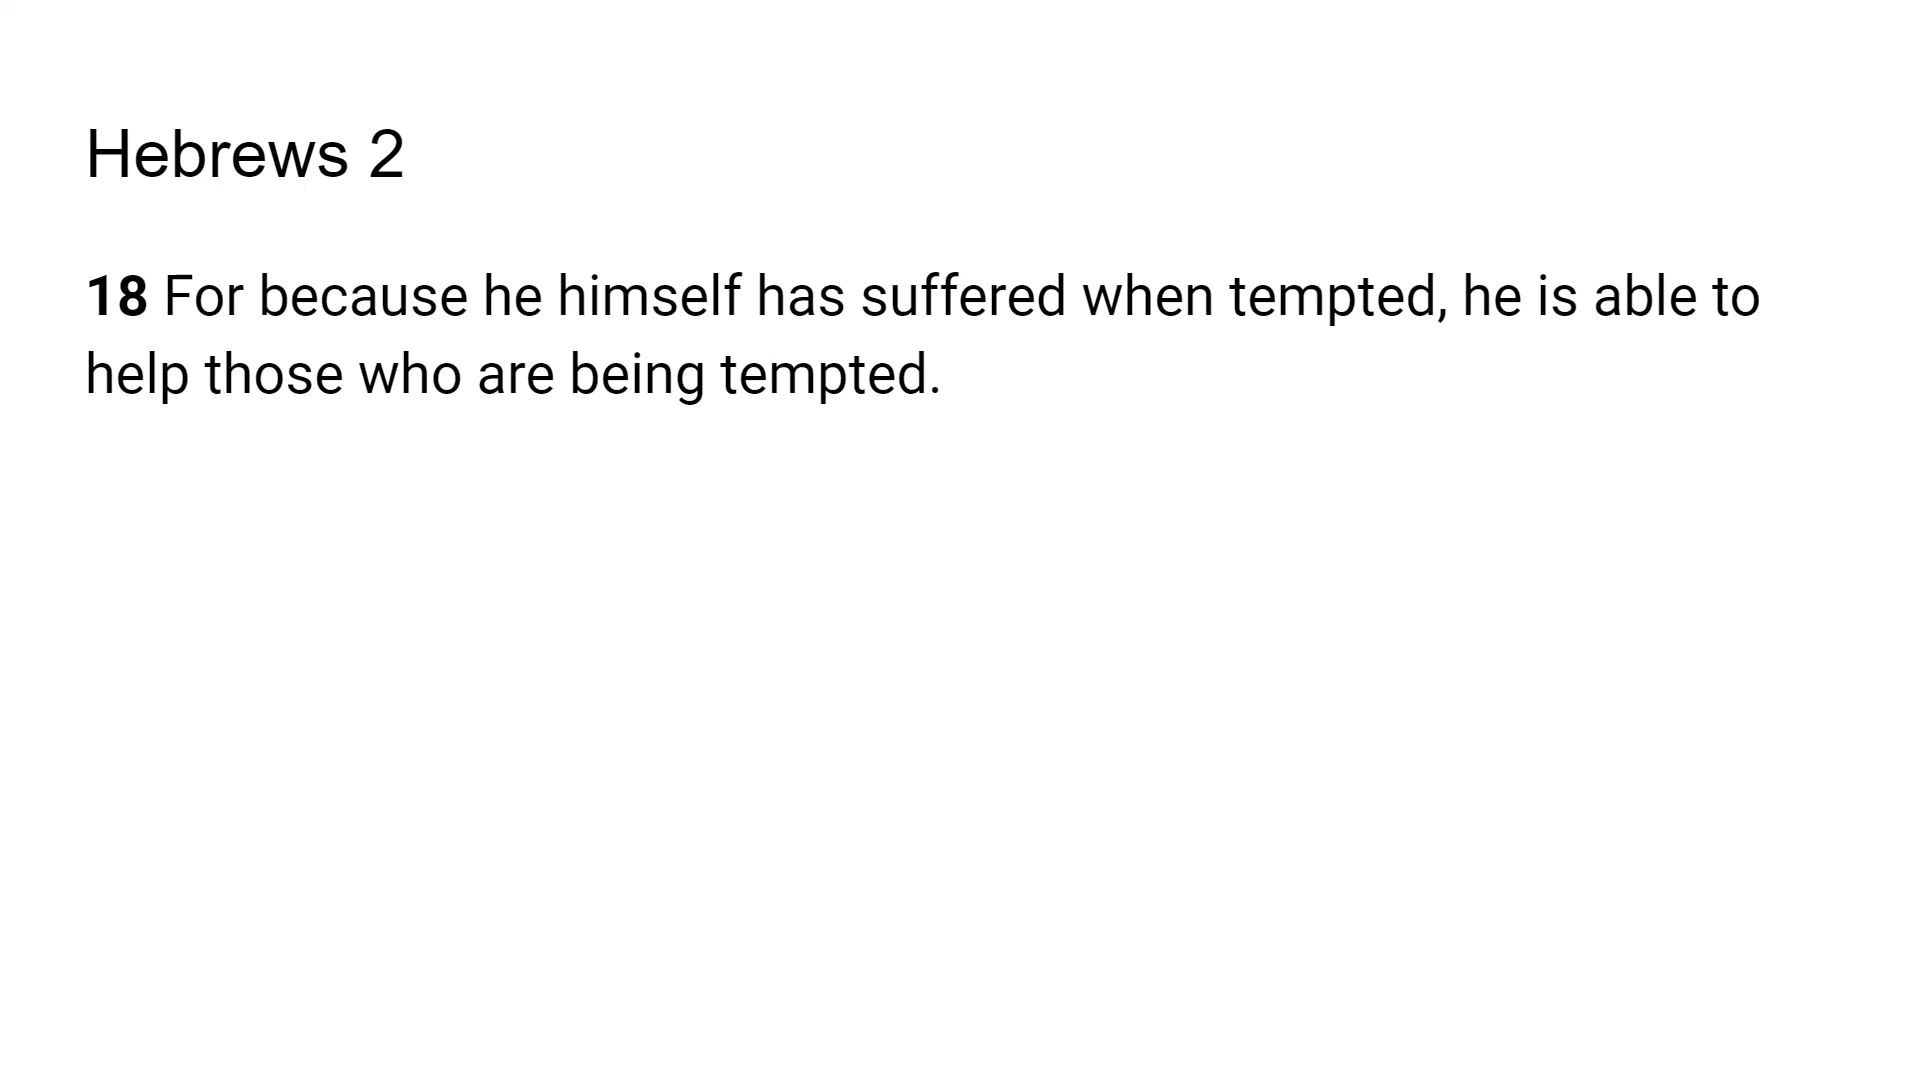 Hebrews 2
18 For because he himself has suffered when tempted, he is able to
help those who are being tempted.